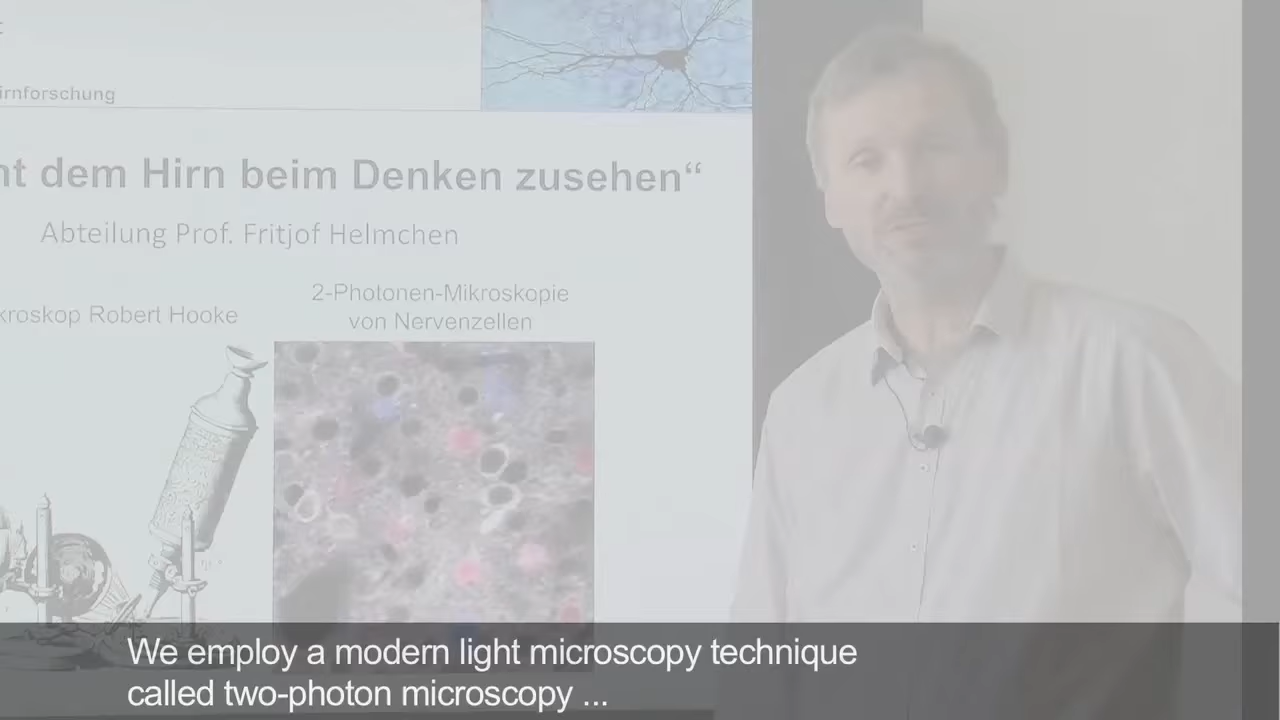 irnforschung
nt dem Hirn beim Denken zusehen“
Abteilung Prof. Fritjof Helmchen
kroskop Robert Hooke
2-Photonen-Mikroskopie
von Nervenzellen
We employ a modern light microscopy technique
called two-photon microscopy ...